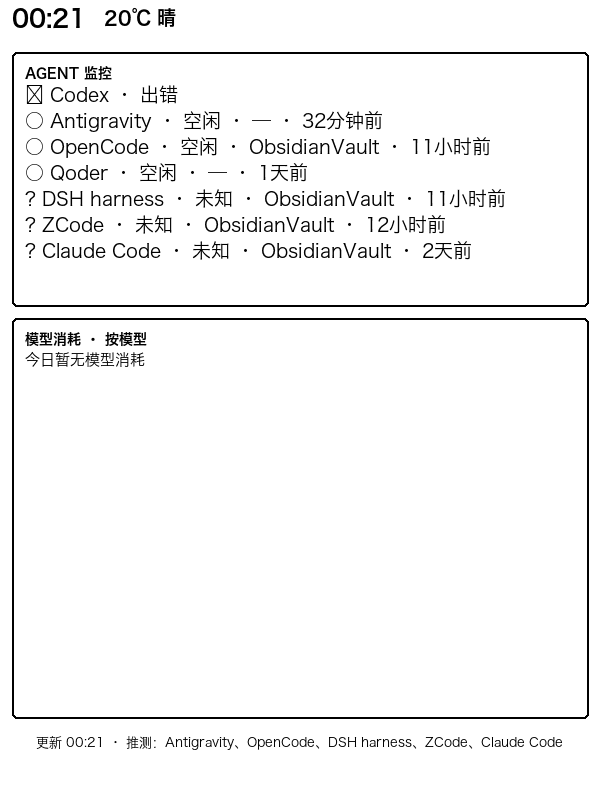 00:21 20°C 晴
AGENT 监控
☒ Codex · 出错
○ Antigravity · 空闲 · — · 32分钟前
○ OpenCode · 空闲 · ObsidianVault · 11小时前
○ Qoder · 空闲 · — · 1天前
? DSH harness · 未知 · ObsidianVault · 11小时前
? ZCode · 未知 · ObsidianVault · 12小时前
? Claude Code · 未知 · ObsidianVault · 2天前
模型消耗 · 按模型
今日暂无模型消耗
更新 00:21 · 推测：Antigravity、OpenCode、DSH harness、ZCode、Claude Code